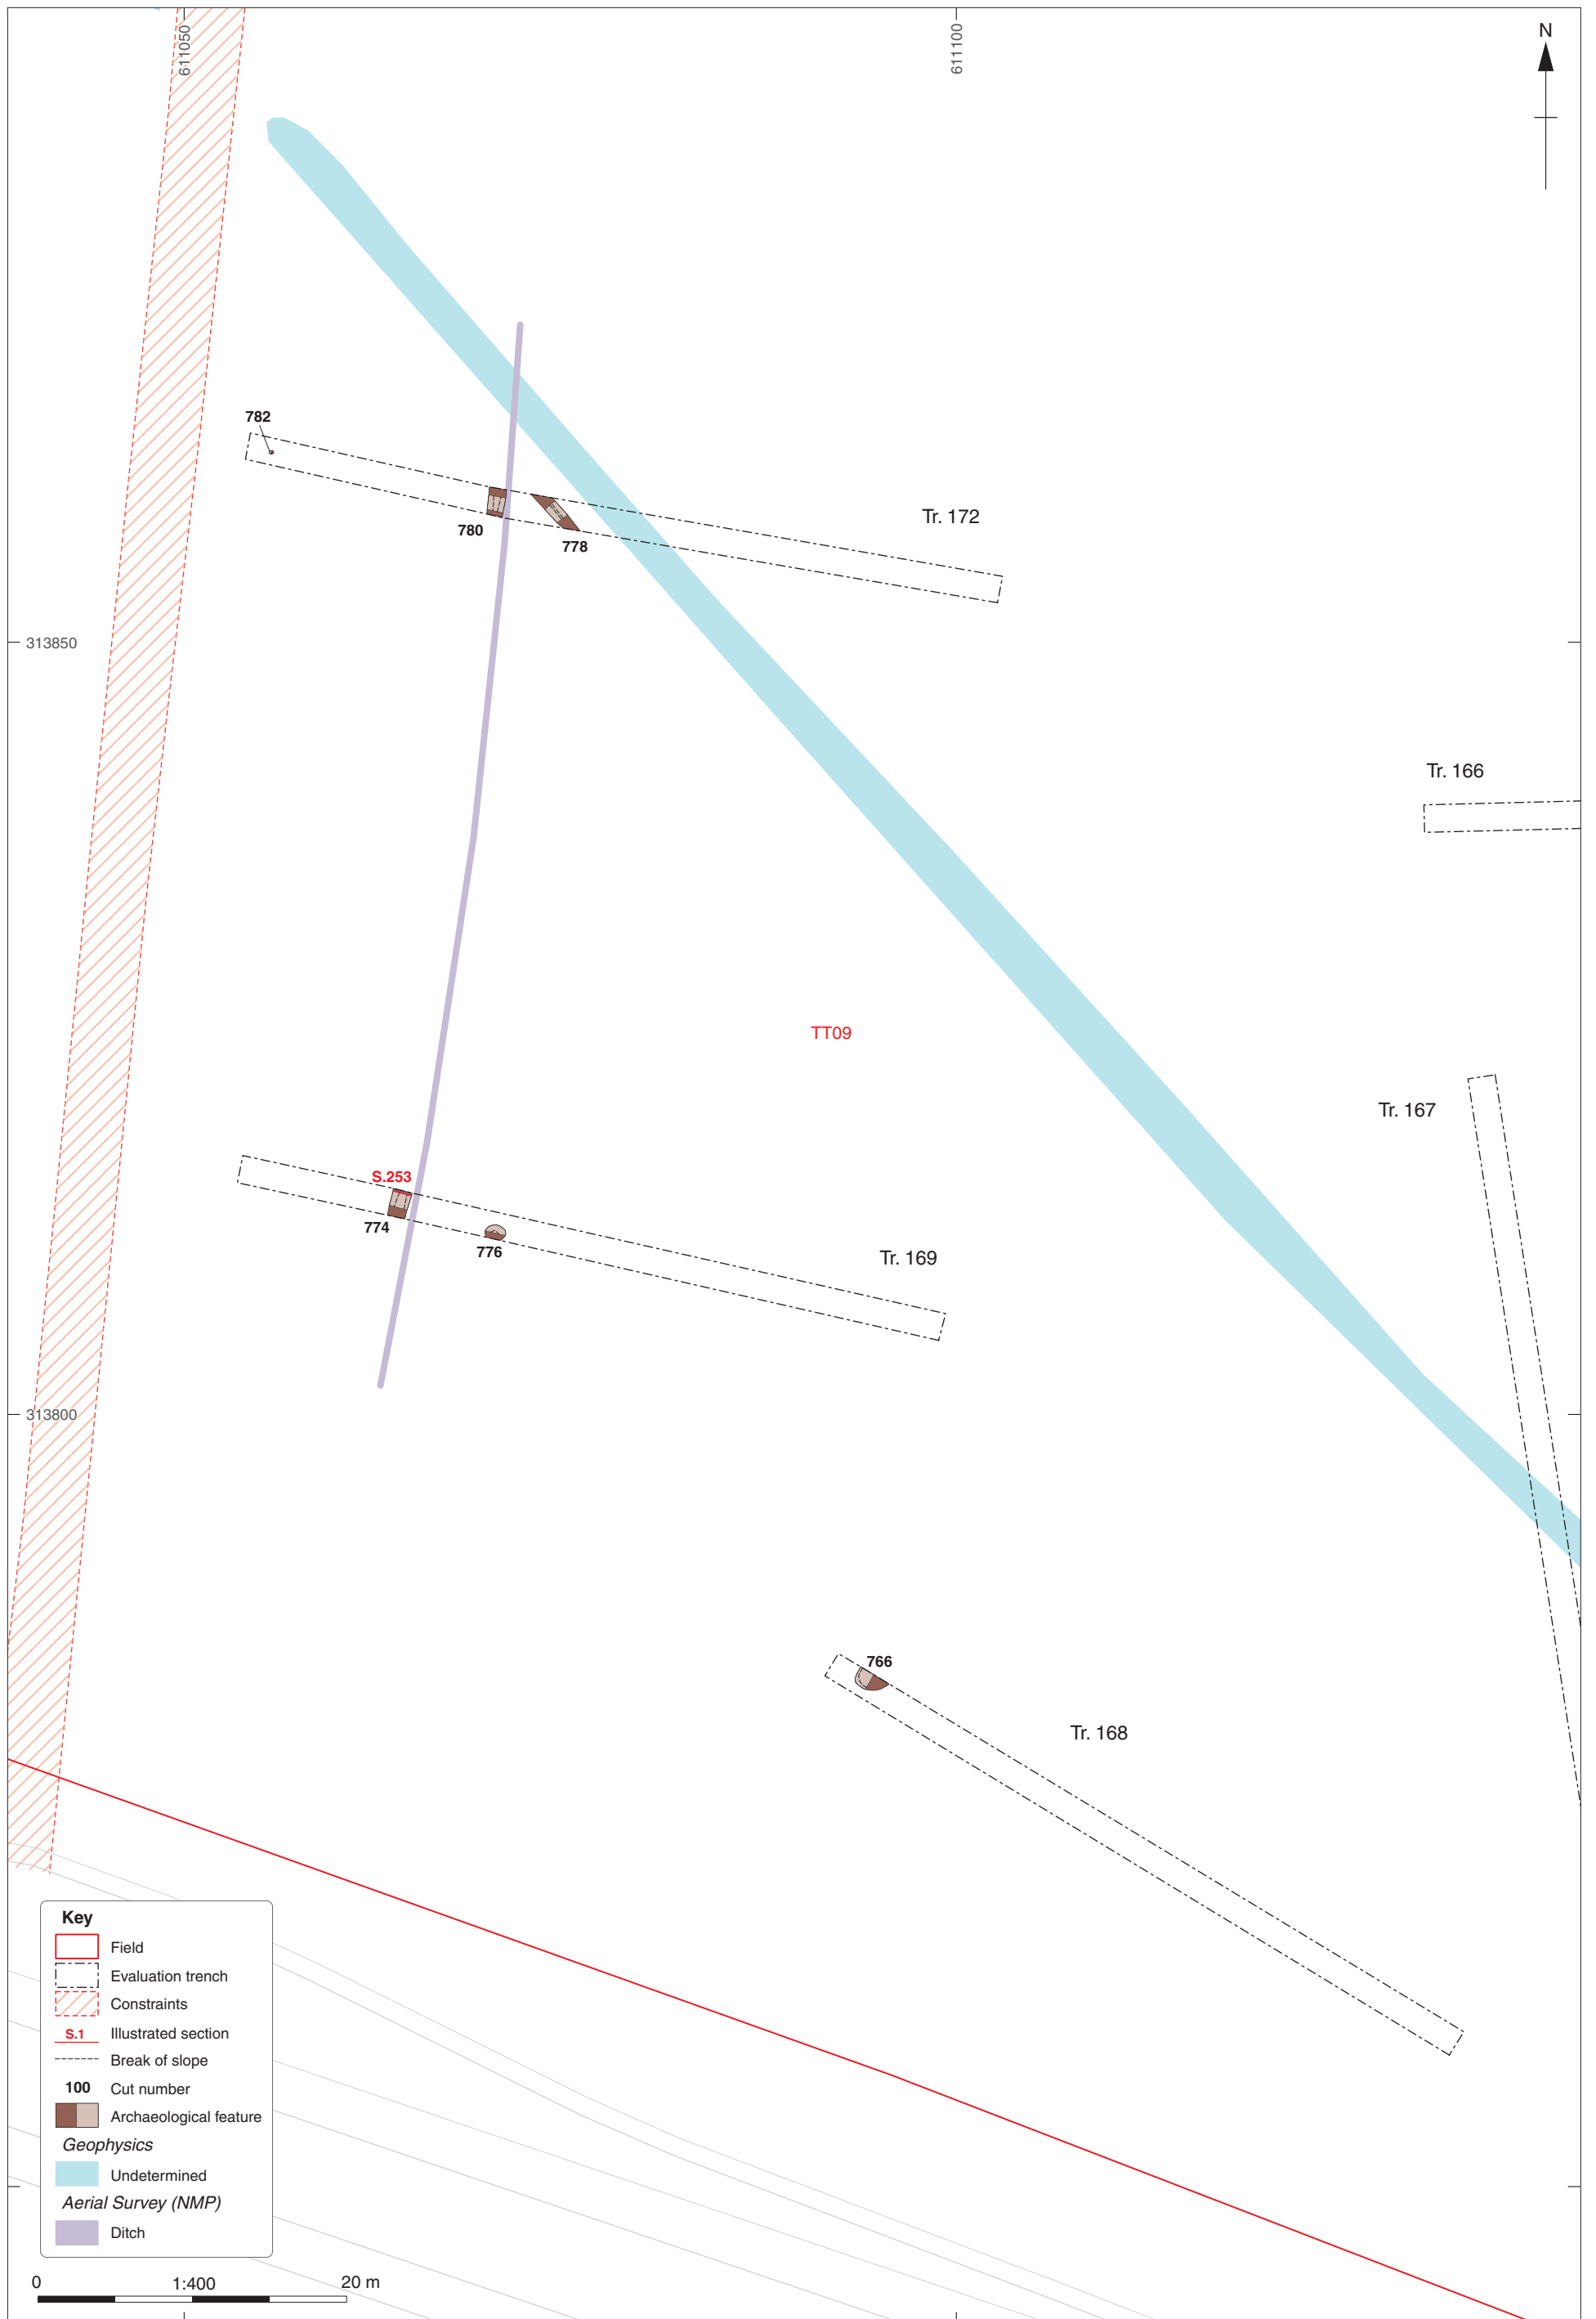 611050
611100
N
782
780
778
Tr. 172
313850
Tr. 166
TT09
Tr. 167
S.253
774
776
Tr. 169
313800
766
Tr. 168
Key
Field
Evaluation trench
Constraints
S.1 Illustrated section
Break of slope
100 Cut number
Archaeological feature
Geophysics
Undetermined
Aerial Survey (NMP)
Ditch
0 1:400 20 m